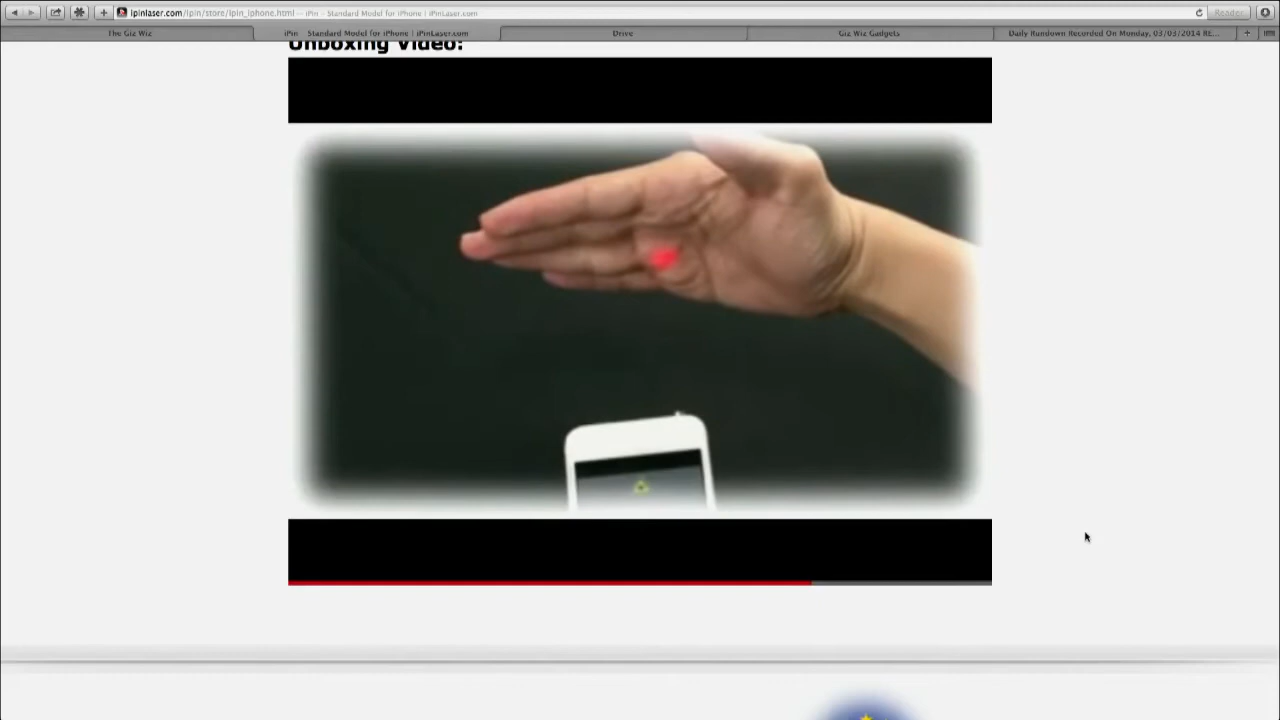 ipinlaser.com/ipin/store/ipin_iphone.html — iPin - Standard Model for iPhone | iPinLaser.com
Reader
The Giz Wiz
iPin - Standard Model for iPhone | iPinLaser.com
Drive
Giz Wiz Gadgets
Daily Rundown Recorded On Monday, 03/03/2014 RE...
Unboxing Video: